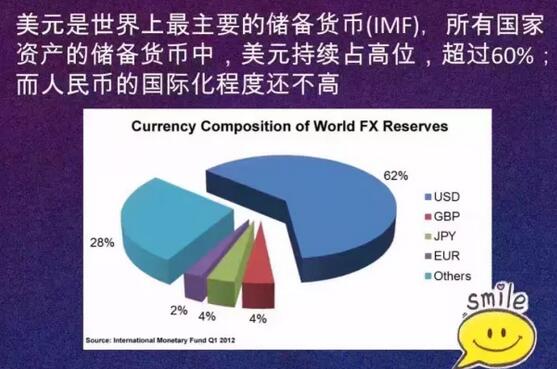 美元是世界上最主要的储备货币(IMF)，所有国家
资产的储备货币中，美元持续占高位，超过60%；
而人民币的国际化程度还不高
Currency Composition of World FX Reserves
62%
USD
GBP
28%
JPY
EUR
Others
2%
4%
4%
smile
Source: International Monetary Fund Q1 2012